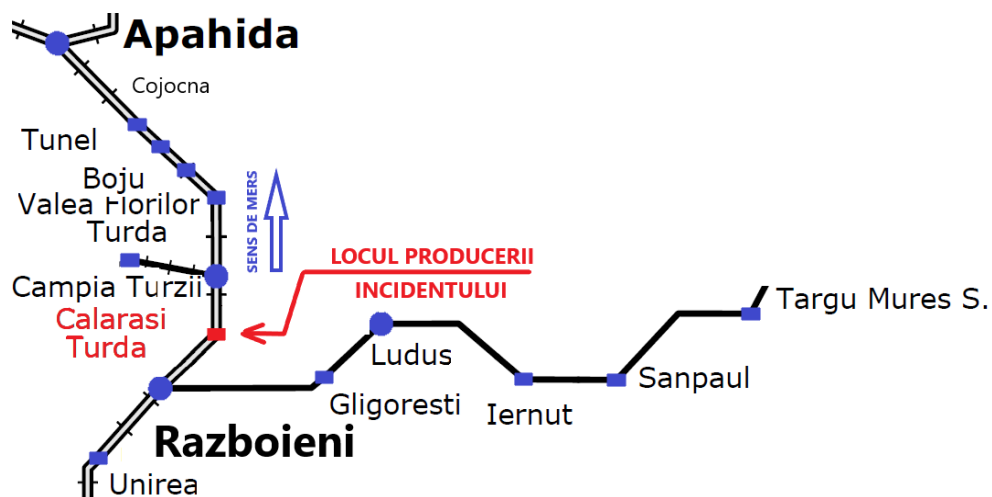 Apahida
Cojocna
Tunel
Boju
Valea Florilor
Turda
SENS DE MERS
LOCUL PRODUCERII
INCIDENTULUI
Campia Turzii
Calarasi
Turda
Targu Mures S.
Ludus
Sanpaul
Gligoresti
Iernut
Razboieni
Unirea